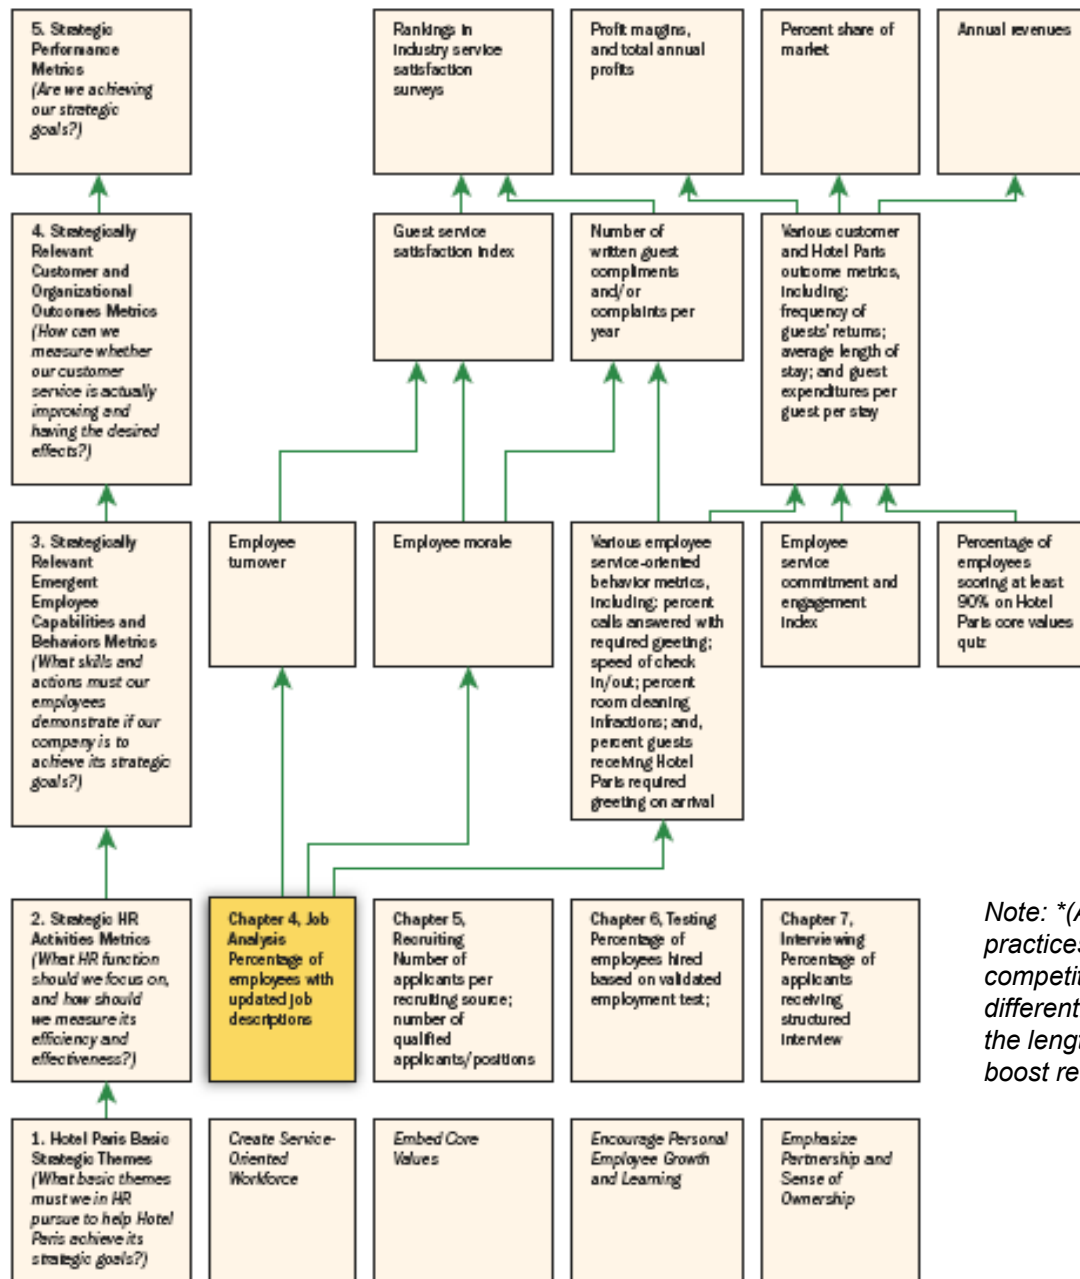 5. Strategic
Performance
Metrics
(Are we achieving
our strategic
goals?)
Rankings in
industry service
satisfaction
surveys
Profit margins,
and total annual
profits
Percent share of
market
Annual revenues
4. Strategically
Relevant
Customer and
Organizational
Outcomes Metrics
(How can we
measure whether
our customer
service is actually
improving and
having the desired
effects?)
Guest service
satisfaction index
Number of
written guest
compliments
and/or
complaints per
year
Various customer
and Hotel Paris
outcome metrics,
including:
frequency of
guests' returns;
average length of
stay; and guest
expenditures per
guest per stay
3. Strategically
Relevant
Emergent
Employee
Capabilities and
Behaviors Metrics
(What skills and
actions must our
employees
demonstrate if our
company is to
achieve its strategic
goals?)
Employee
turnover
Employee morale
Various employee
service-oriented
behavior metrics,
including: percent
calls answered with
required greeting;
speed of check
in/out; percent
room cleaning
infractions; and,
percent guests
receiving Hotel
Paris required
greeting on arrival
Employee
service
commitment and
engagement
index
Percentage of
employees
scoring at least
90% on Hotel
Paris core values
quiz
2. Strategic HR
Activities Metrics
(What HR function
should we focus on,
and how should
we measure its
efficiency and
effectiveness?)
Chapter 4, Job
Analysis
Percentage of
employees with
updated job
descriptions
Chapter 5,
Recruiting
Number of
applicants per
recruiting source;
number of
qualified
applicants/positions
Chapter 6, Testing
Percentage of
employees hired
based on validated
employment test;
Chapter 7,
Interviewing
Percentage of
applicants
receiving
structured
interview
Note: *(A
practices
competit
different
the lengt
boost re
1. Hotel Paris Basic
Strategic Themes
(What basic themes
must we in HR
pursue to help Hotel
Paris achieve its
strategic goals?)
Create Service-
Oriented
Workforce
Embed Core
Values
Encourage Personal
Employee Growth
and Learning
Emphasize
Partnership and
Sense of
Ownership